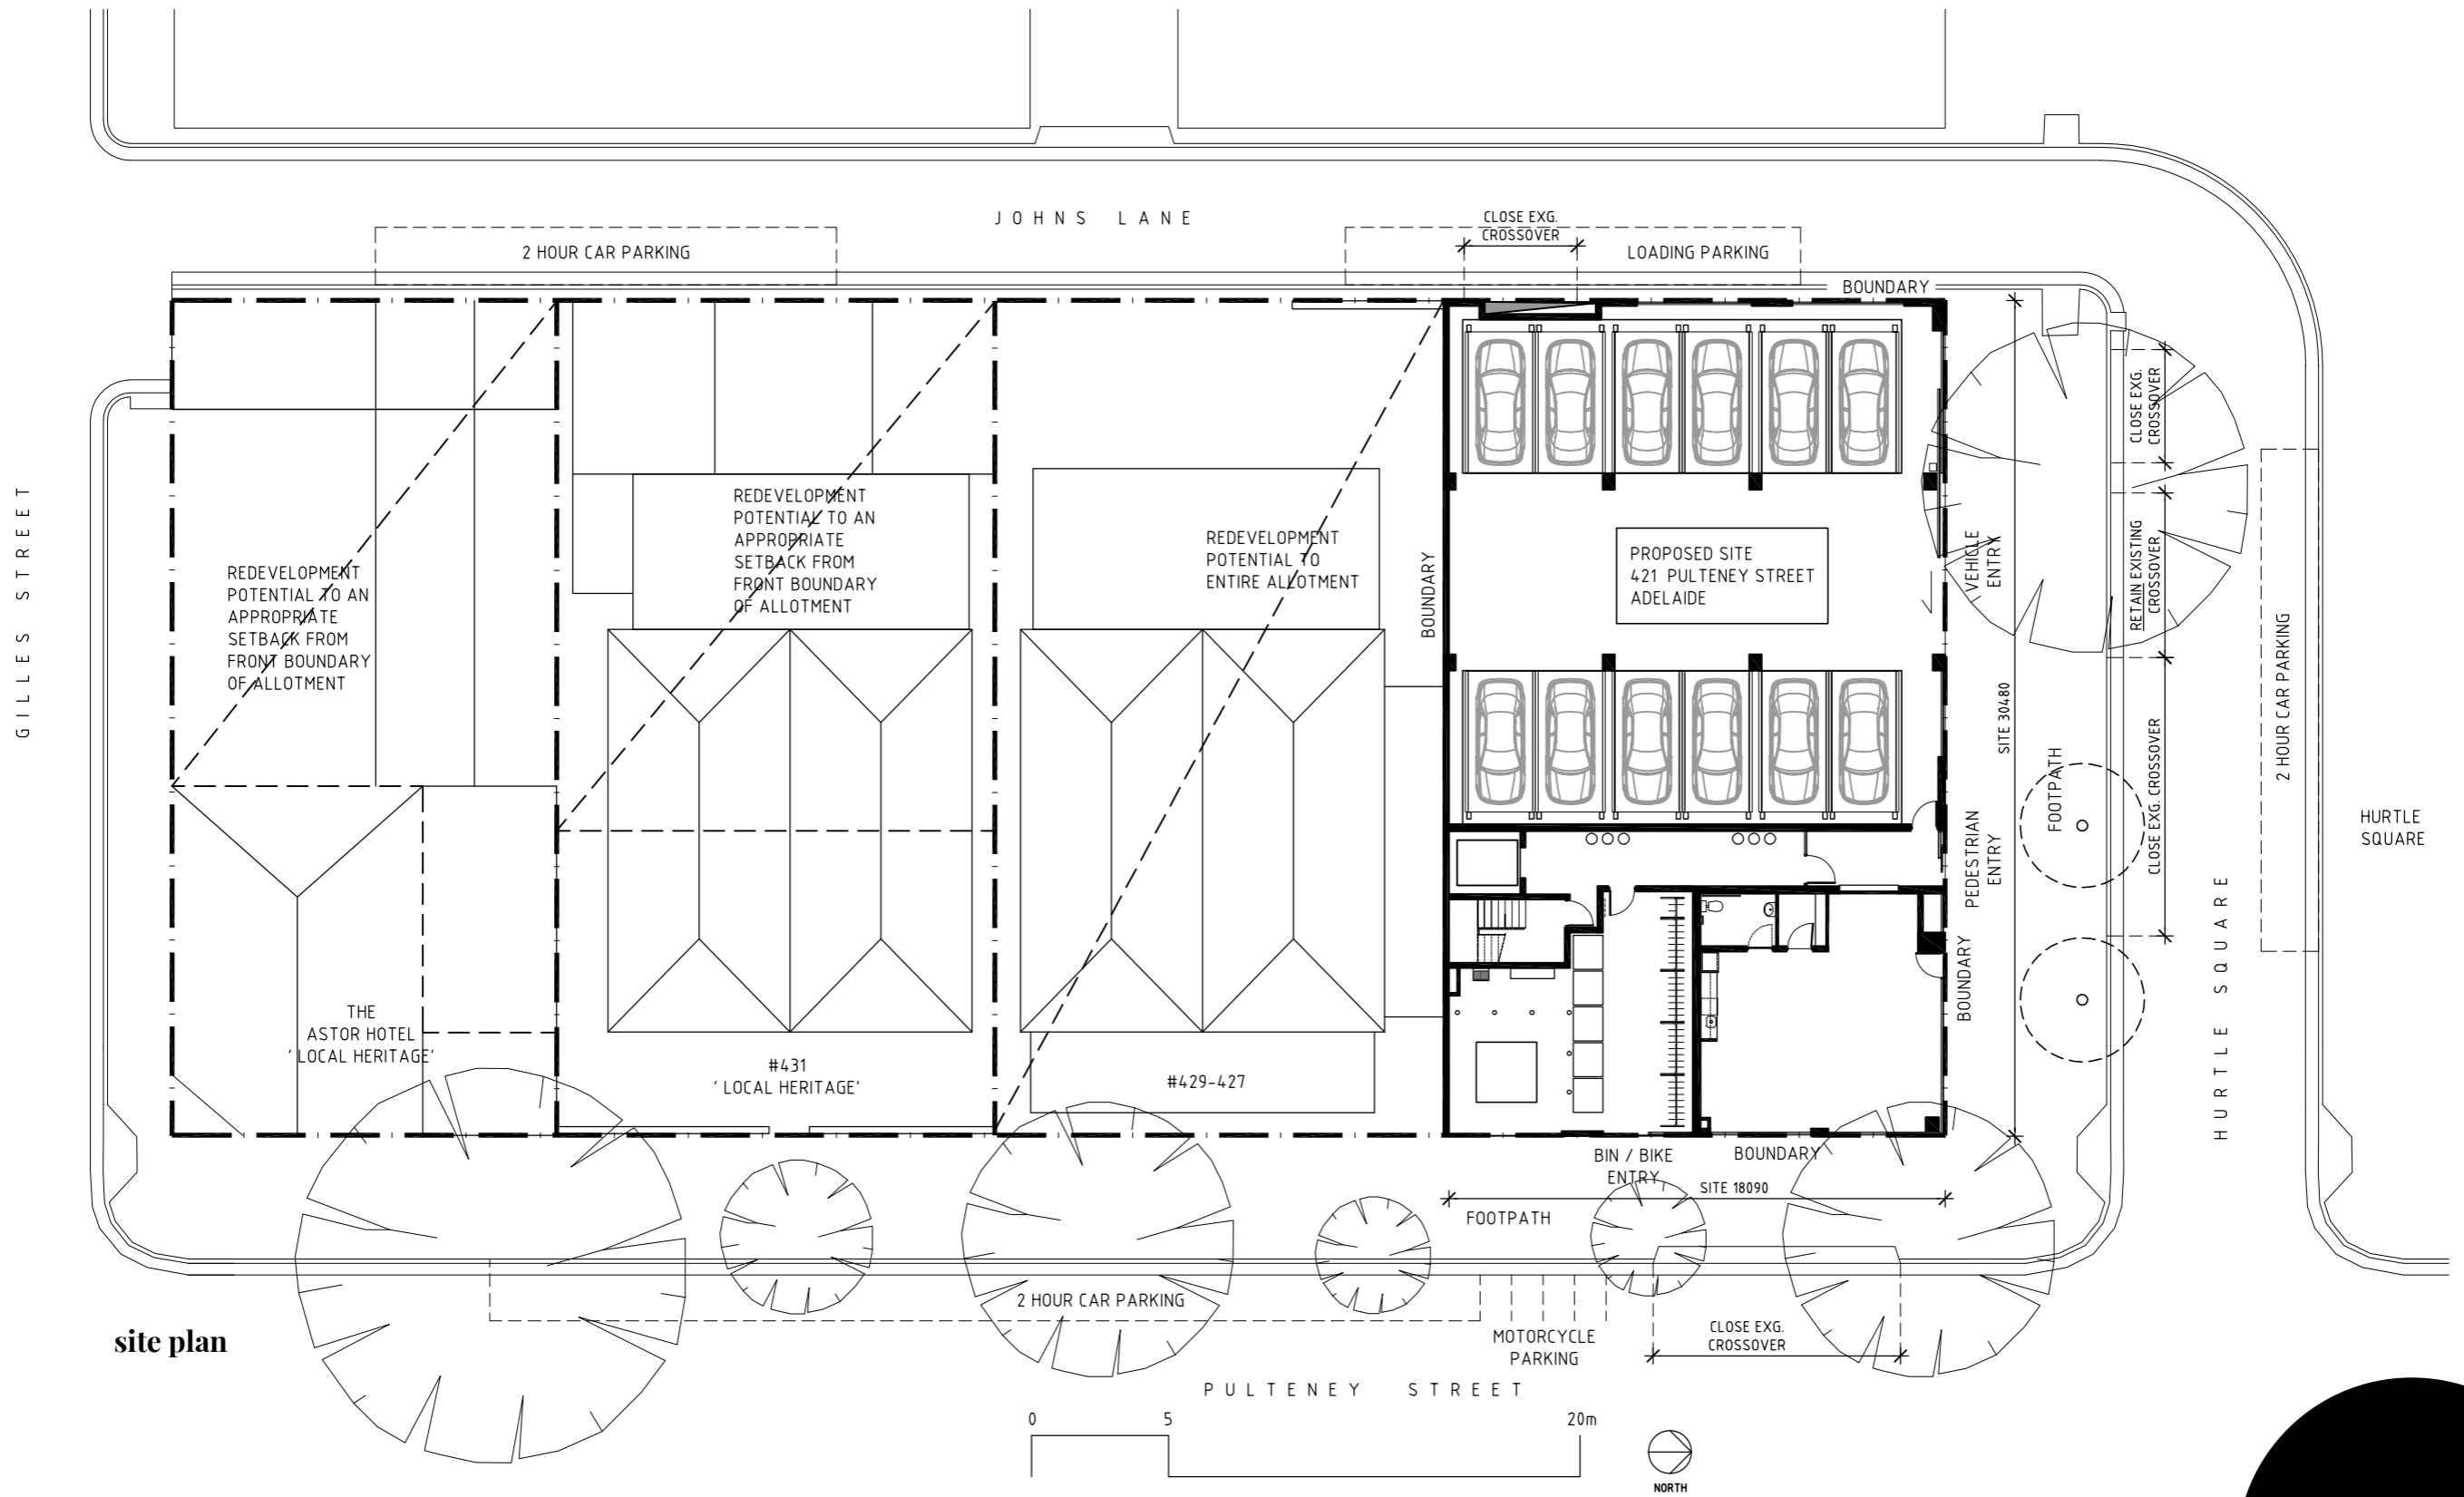 JOHNS LANE
CLOSE EXG.
CROSSOVER
2 HOUR CAR PARKING
LOADING PARKING
BOUNDARY
GILLES STREET
REDEVELOPMENT
POTENTIAL TO AN
APPROPRIATE
SETBACK FROM
FRONT BOUNDARY
OF ALLOTMENT
REDEVELOPMENT
POTENTIAL TO AN
APPROPRIATE
SETBACK FROM
FRONT BOUNDARY
OF ALLOTMENT
REDEVELOPMENT
POTENTIAL TO
ENTIRE ALLOTMENT
BOUNDARY
PROPOSED SITE
421 PULTENEY STREET
ADELAIDE
VEHICLE
ENTRY
CLOSE EXG.
CROSSOVER
RETAIN EXISTING
CROSSOVER
SITE 30480
CLOSE EXG. CROSSOVER
FOOTPATH
2 HOUR CAR PARKING
HURTLE
SQUARE
PEDESTRIAN
ENTRY
BOUNDARY
HURTLE SQUARE
THE
ASTOR HOTEL
'LOCAL HERITAGE'
#431
'LOCAL HERITAGE'
#429-427
BIN / BIKE
ENTRY
BOUNDARY
SITE 18090
FOOTPATH
2 HOUR CAR PARKING
MOTORCYCLE
PARKING
CLOSE EXG.
CROSSOVER
site plan
PULTENEY STREET
0 5 20m
NORTH